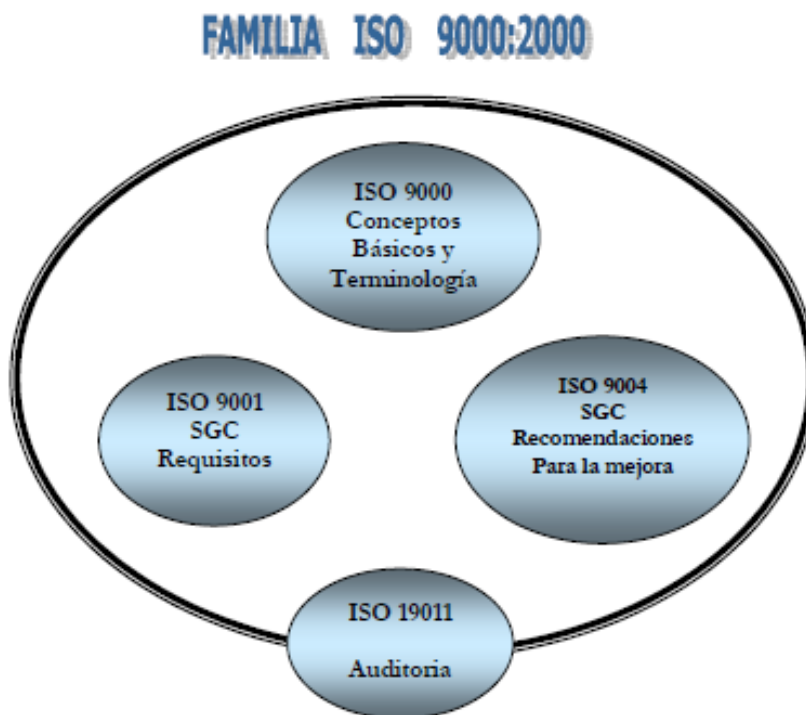 FAMILIA ISO 9000:2000
ISO 9000
Conceptos
Básicos y
Terminología
ISO 9001
SGC
Requisitos
ISO 9004
SGC
Recomendaciones
Para la mejora
ISO 19011
Auditoria